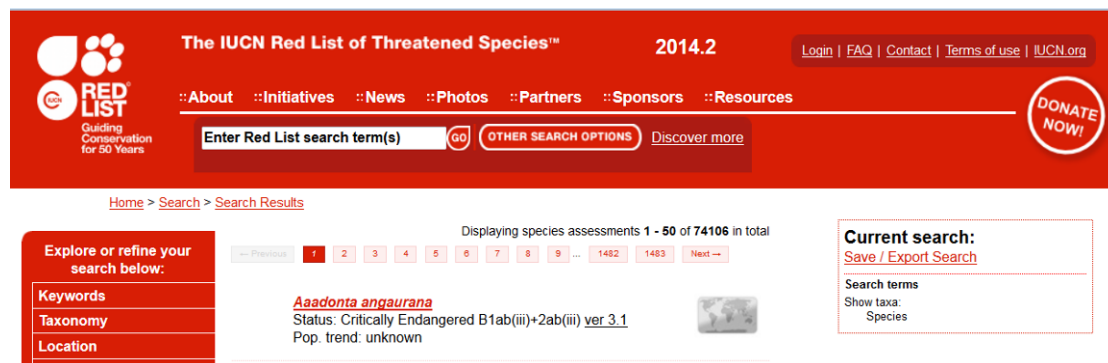 The IUCN Red List of Threatened Species™
2014.2
Login | FAQ | Contact | Terms of use | IUCN.org
IUCN
RED
LIST
Guiding
Conservation
for 50 Years
::About ::Initiatives ::News ::Photos ::Partners ::Sponsors ::Resources
DONATE
NOW!
Enter Red List search term(s) GO OTHER SEARCH OPTIONS Discover more
Home > Search > Search Results
Explore or refine your
search below:
Keywords
Taxonomy
Location
Displaying species assessments 1 - 50 of 74106 in total
← Previous 1 2 3 4 5 6 7 8 9 ... 1482 1483 Next →
Aaadonta angaurana
Status: Critically Endangered B1ab(iii)+2ab(iii) ver 3.1
Pop. trend: unknown
Current search:
Save / Export Search
Search terms
Show taxa:
Species